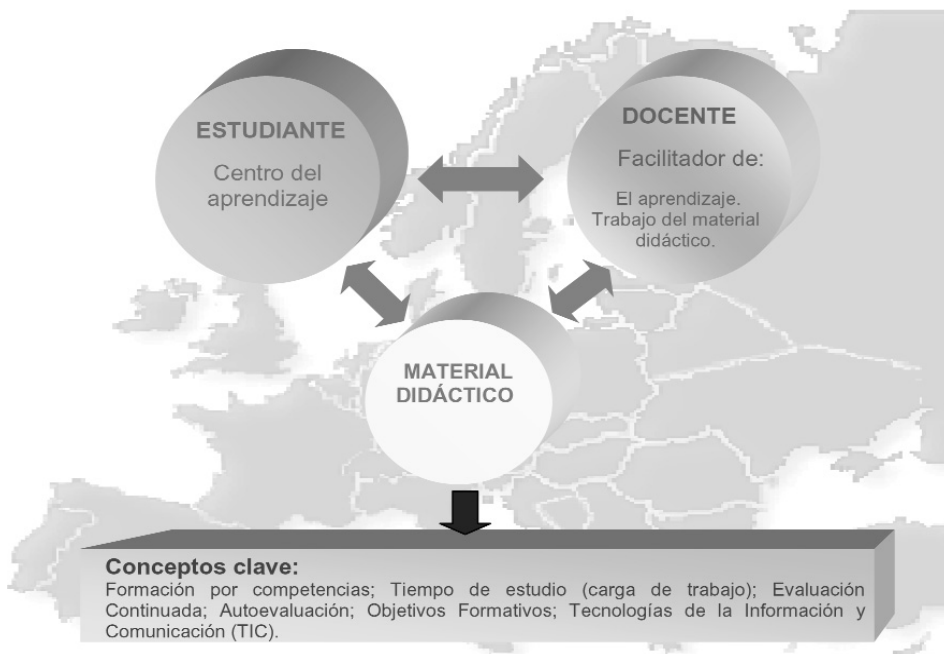 ESTUDIANTE
Centro del
aprendizaje
DOCENTE
Facilitador de:
El aprendizaje.
Trabajo del material
didáctico.
MATERIAL
DIDÁCTICO
Conceptos clave:
Formación por competencias; Tiempo de estudio (carga de trabajo); Evaluación
Continuada; Autoevaluación; Objetivos Formativos; Tecnologías de la Información y
Comunicación (TIC).